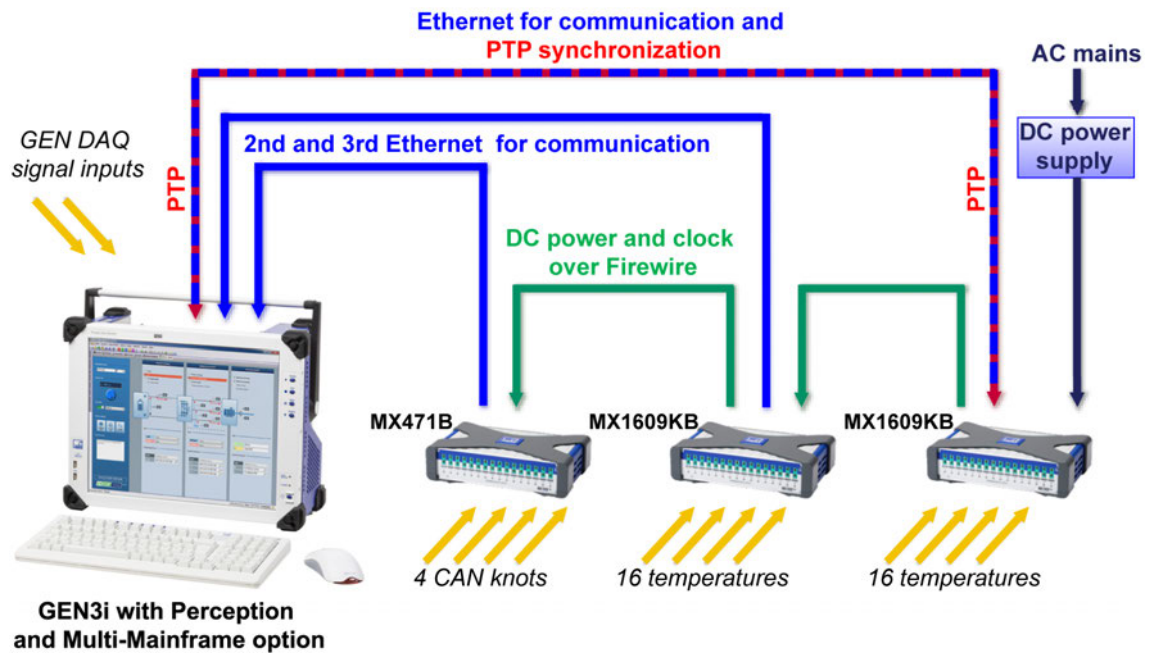 Ethernet for communication and
PTP synchronization
AC mains
GEN DAQ
signal inputs
2nd and 3rd Ethernet for communication
DC power
supply
PTP
PTP
DC power and clock
over Firewire
MX471B
MX1609KB
MX1609KB
4 CAN knots
16 temperatures
16 temperatures
GEN3i with Perception
and Multi-Mainframe option